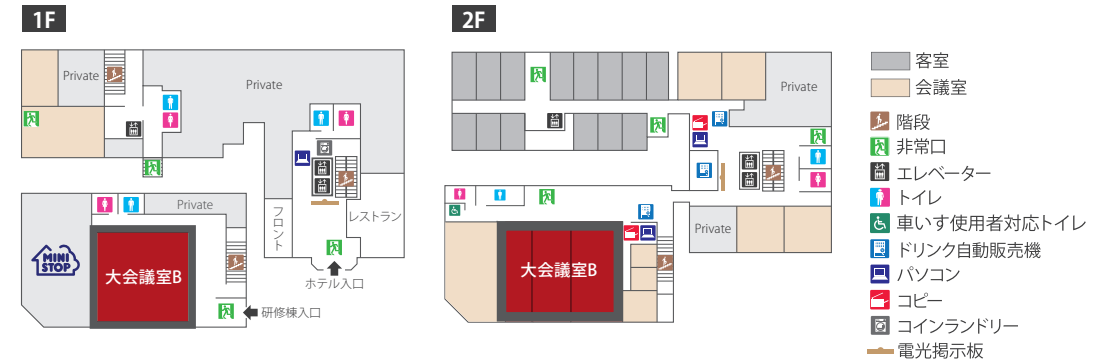 1F
Private
Private
Private
フロント
レストラン
MINI
STOP
大会議室B
ホテル入口
研修棟入口
2F
Private
Private
大会議室B
客室
会議室
階段
非常口
エレベーター
トイレ
車いす使用者対応トイレ
ドリンク自動販売機
パソコン
コピー
コインランドリー
電光掲示板